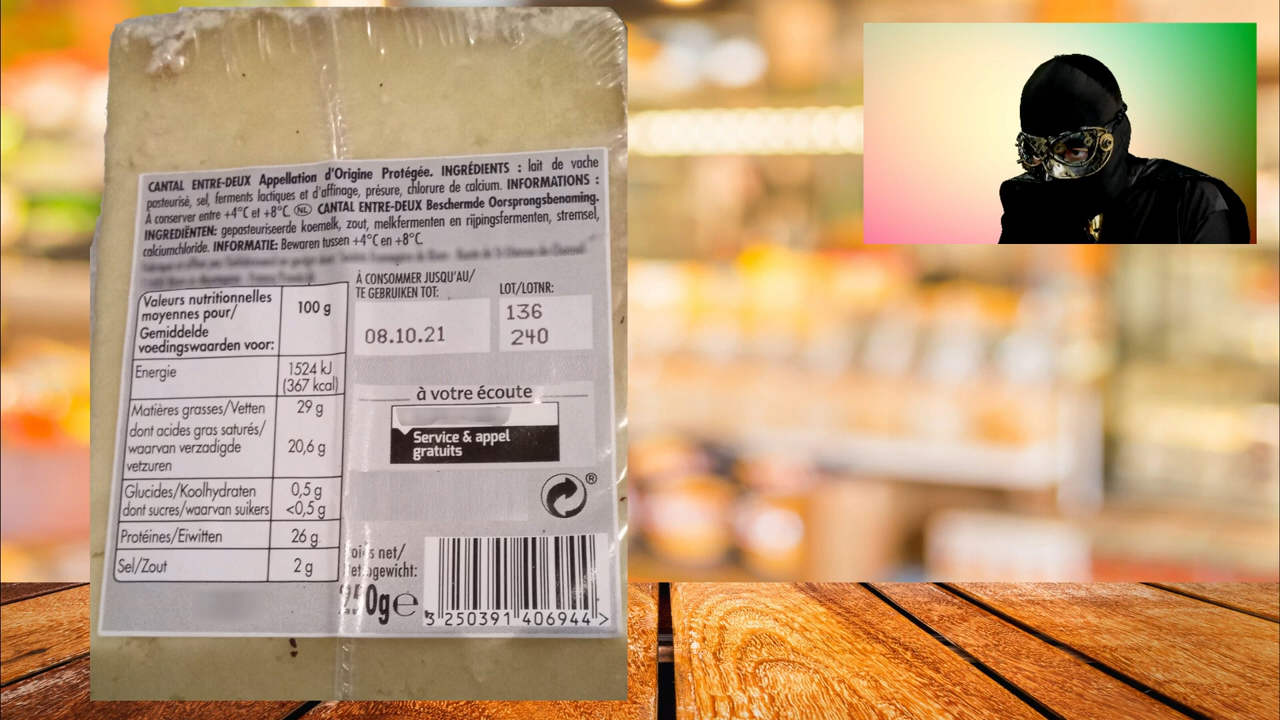 CANTAL ENTRE-DEUX Appellation d'Origine Protégée. INGRÉDIENTS : lait de vache
pasteurisé, sel, ferments lactiques et d'affinage, présure, chlorure de calcium. INFORMATIONS :
À conserver entre +4°C et +8°C. NL CANTAL ENTRE-DEUX Beschermde Oorsprongsbenaming.
INGREDIËNTEN: gepasteuriseerde koemelk, zout, melkfermenten en rijpingsfermenten, stremsel,
calciumchloride. INFORMATIE: Bewaren tussen +4°C en +8°C.
Valeurs nutritionnelles
moyennes pour/
Gemiddelde
voedingswaarden voor:
100 g
Energie
1524 kJ
(367 kcal)
Matières grasses/Vetten
29 g
dont acides gras saturés/
waarvan verzadigde
vetzuren
20,6 g
Glucides/Koolhydraten
0,5 g
dont sucres/waarvan suikers
<0,5 g
Protéines/Eiwitten
26 g
Sel/Zout
2 g
À CONSOMMER JUSQU'AU/
TE GEBRUIKEN TOT:
08.10.21
LOT/LOTNR:
136
240
à votre écoute
Service & appel
gratuits
®
Poids net/
Nettogewicht:
250g e
3 250391 406944 >